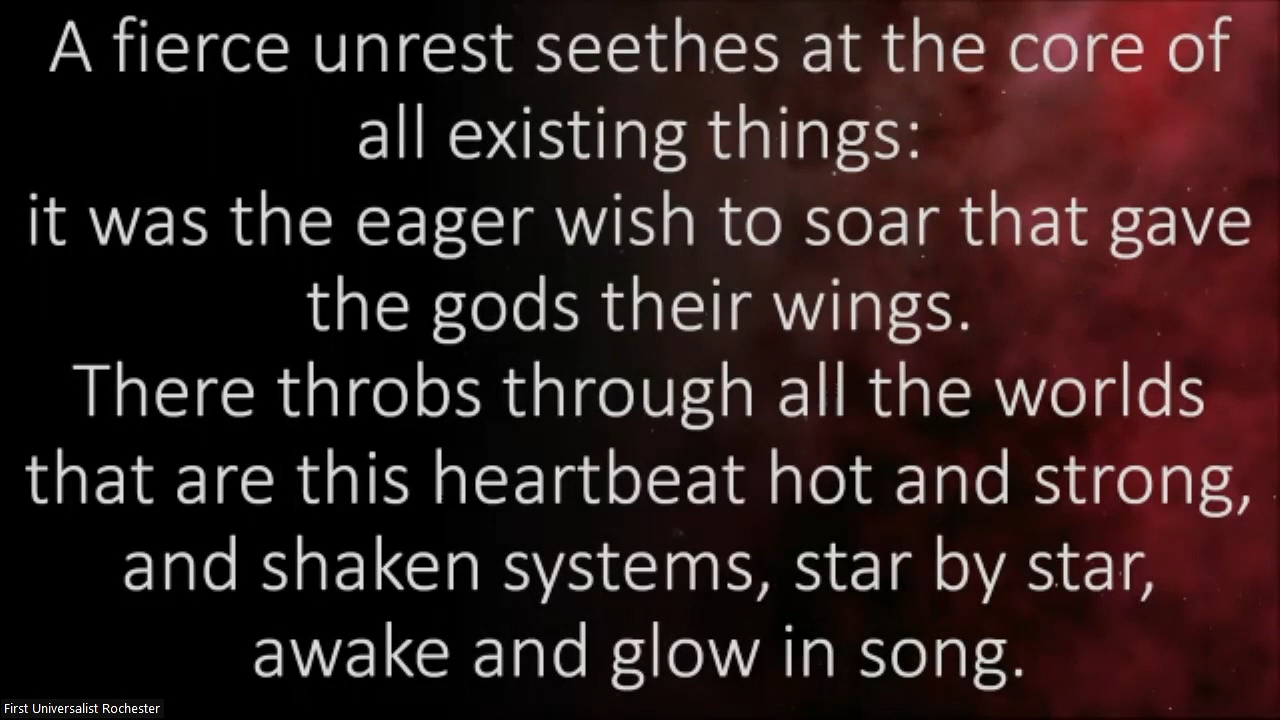 A fierce unrest seethes at the core of
all existing things:
it was the eager wish to soar that gave
the gods their wings.
There throbs through all the worlds
that are this heartbeat hot and strong,
and shaken systems, star by star,
awake and glow in song.
First Universalist Rochester